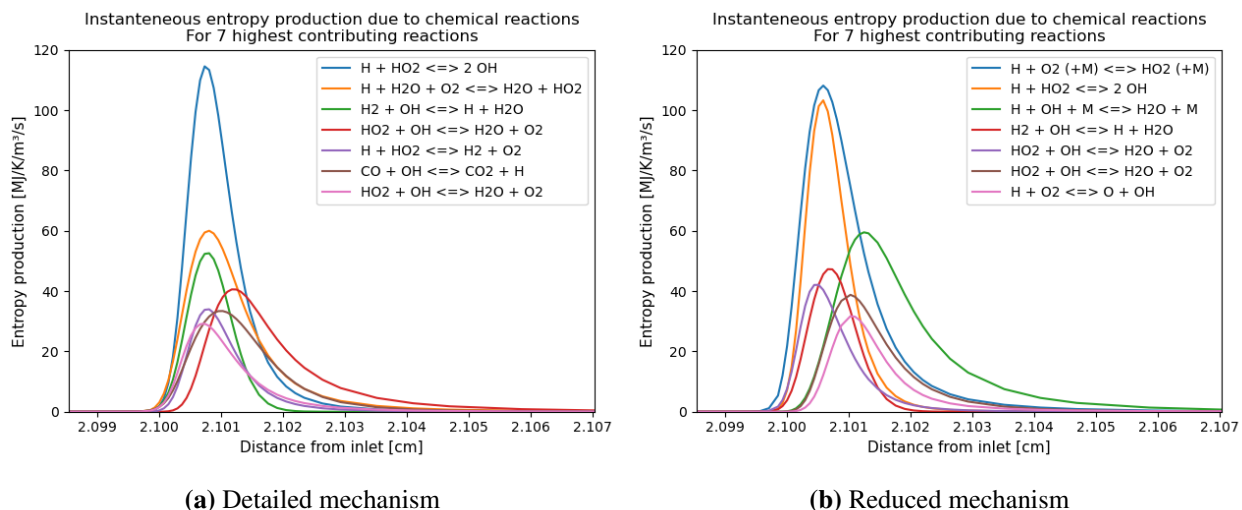 Instanteneous entropy production due to chemical reactions
For 7 highest contributing reactions
Entropy production [MJ/K/m³/s]
120
100
80
60
40
20
0
H + HO2 <=> 2 OH
H + H2O + O2 <=> H2O + HO2
H2 + OH <=> H + H2O
HO2 + OH <=> H2O + O2
H + HO2 <=> H2 + O2
CO + OH <=> CO2 + H
HO2 + OH <=> H2O + O2
2.099 2.100 2.101 2.102 2.103 2.104 2.105 2.106 2.107
Distance from inlet [cm]
(a) Detailed mechanism
Instanteneous entropy production due to chemical reactions
For 7 highest contributing reactions
Entropy production [MJ/K/m³/s]
120
100
80
60
40
20
0
H + O2 (+M) <=> HO2 (+M)
H + HO2 <=> 2 OH
H + OH + M <=> H2O + M
H2 + OH <=> H + H2O
HO2 + OH <=> H2O + O2
HO2 + OH <=> H2O + O2
H + O2 <=> O + OH
2.099 2.100 2.101 2.102 2.103 2.104 2.105 2.106 2.107
Distance from inlet [cm]
(b) Reduced mechanism